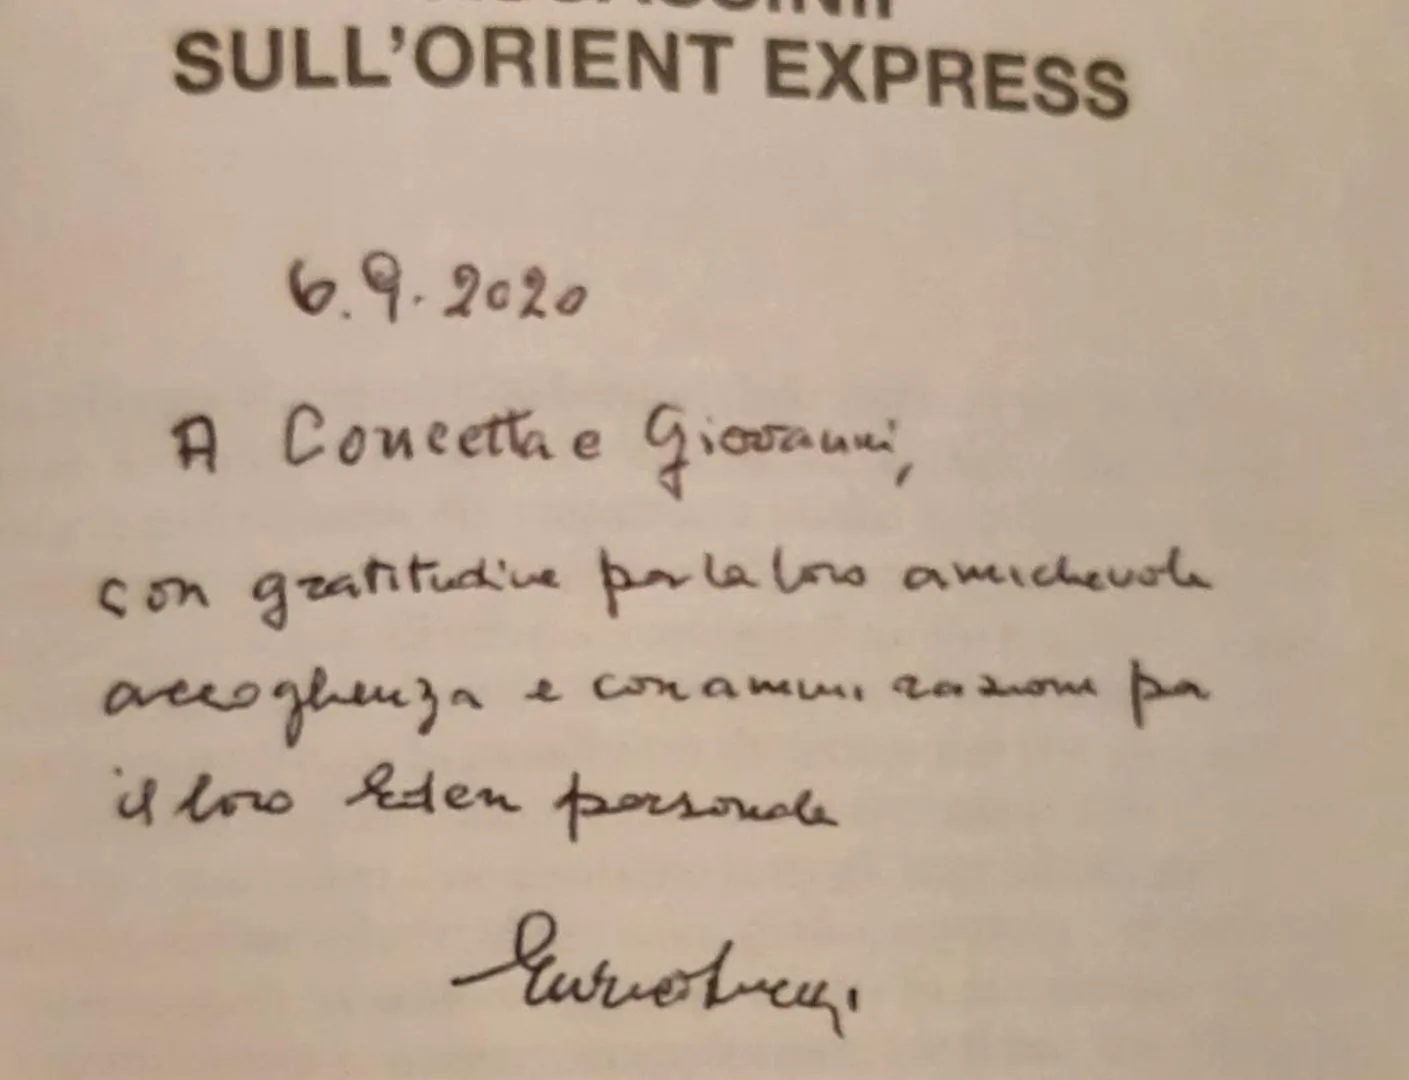 SULL'ORIENT EXPRESS
6.9.2020
A Concetta e Giovanni,
con gratitudine per la loro amichevole
accoglienza e con ammirazione per
il loro Eden personale